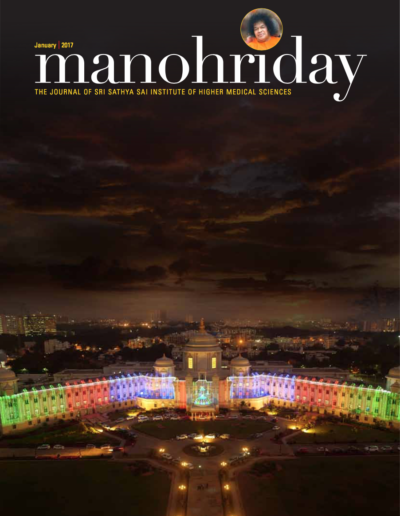 January | 2017
manohriday
THE JOURNAL OF SRI SATHYA SAI INSTITUTE OF HIGHER MEDICAL SCIENCES